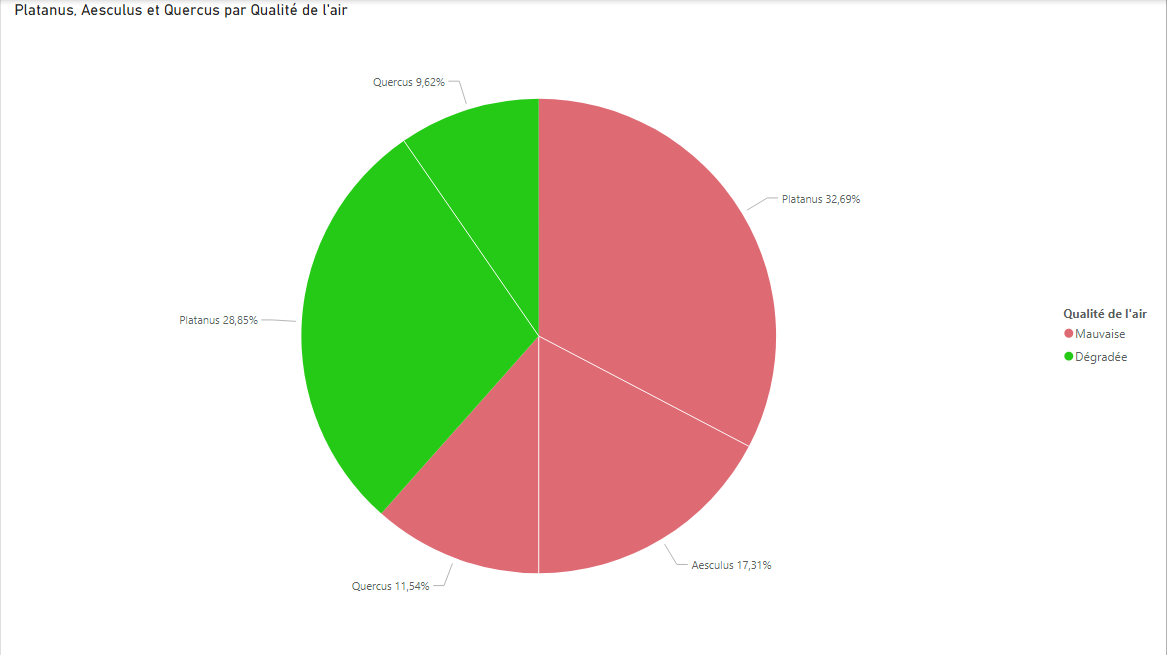 Platanus, Aesculus et Quercus par Qualité de l'air
Quercus 9,62%
Platanus 32,69%
Platanus 28,85%
Qualité de l'air
Mauvaise
Dégradée
Aesculus 17,31%
Quercus 11,54%